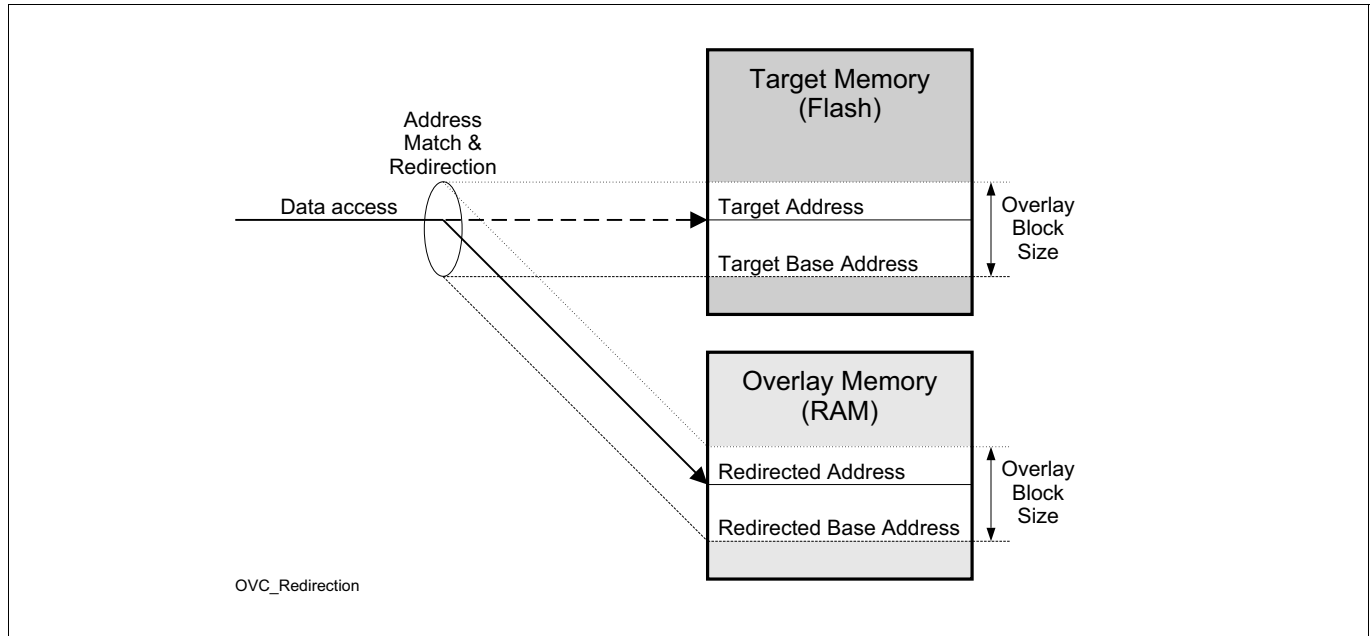 Target Memory
(Flash)
Address
Match &
Redirection
Data access
Target Address
Overlay
Block
Size
Target Base Address
Overlay Memory
(RAM)
Redirected Address
Overlay
Block
Size
Redirected Base Address
OVC_Redirection